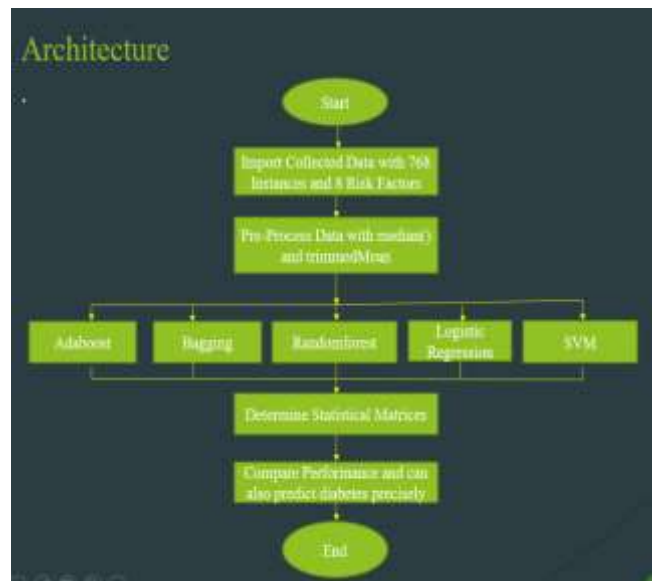 Architecture
Start
Import Collected Data with 768
Instances and 8 Risk Factors
Pre-Process Data with median()
and trimmedMean
Adaboost
Bagging
Randomforest
Logistic
Regression
SVM
Determine Statistical Matrices
Compare Performance and can
also predict diabetes precisely
End